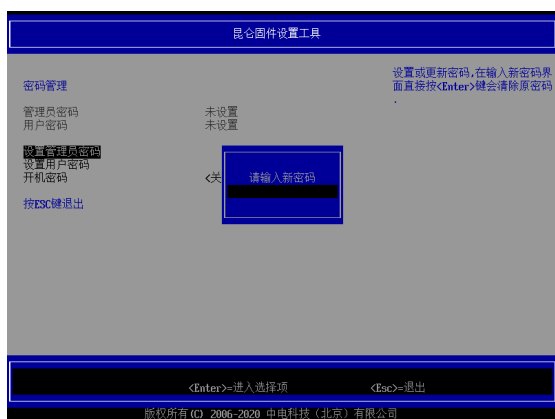 昆仑固件设置工具
密码管理
设置或更新密码,在输入新密码界
面直接按<Enter>键会清除原密码
.
管理员密码 未设置
用户密码 未设置
设置管理员密码
设置用户密码
开机密码 <关
请输入新密码
按ESC键退出
<Enter>=进入选择项 <Esc>=退出
版权所有(C) 2006-2020 中电科技（北京）有限公司